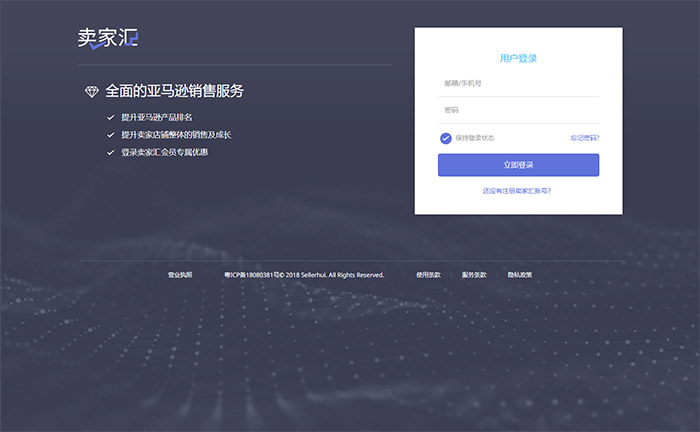 卖家汇
全面的亚马逊销售服务
提升亚马逊产品排名
提升卖家店铺整体的销售及成长
登录卖家汇会员专属优惠
用户登录
邮箱/手机号
密码
保持登录状态 忘记密码?
立即登录
还没有注册卖家汇账号?
营业执照 粤ICP备18080381号© 2018 Sellerhui. All Rights Reserved. 使用条款 服务条款 隐私政策